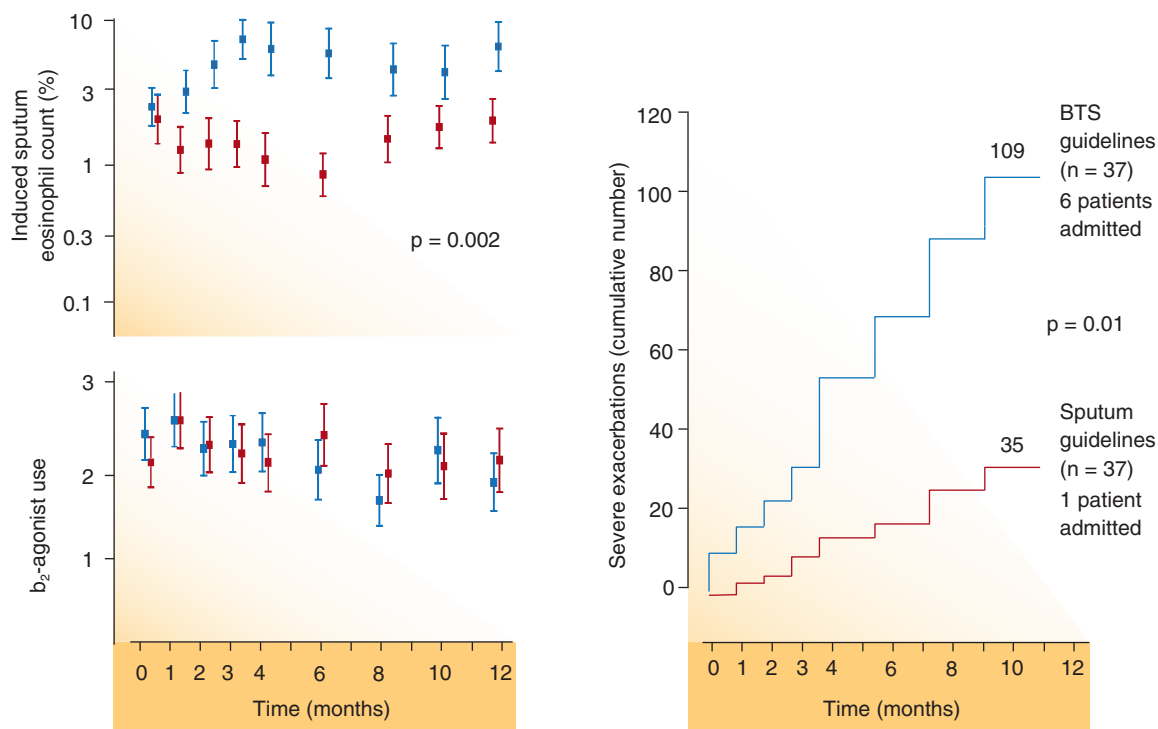 Induced sputum
eosinophil count (%)
10
3
1
0.3
0.1
p = 0.002
b2-agonist use
3
2
1
0 1 2 3 4 6 8 10 12
Time (months)
Severe exacerbations (cumulative number)
120
100
80
60
40
20
0
109
BTS
guidelines
(n = 37)
6 patients
admitted
p = 0.01
35
Sputum
guidelines
(n = 37)
1 patient
admitted
0 1 2 3 4 6 8 10 12
Time (months)